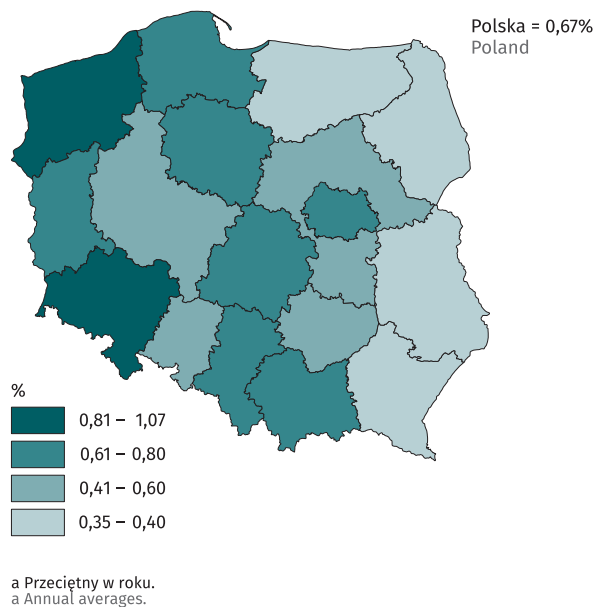 Polska = 0,67%
Poland
%
0,81 – 1,07
0,61 – 0,80
0,41 – 0,60
0,35 – 0,40
a Przeciętny w roku.
a Annual averages.